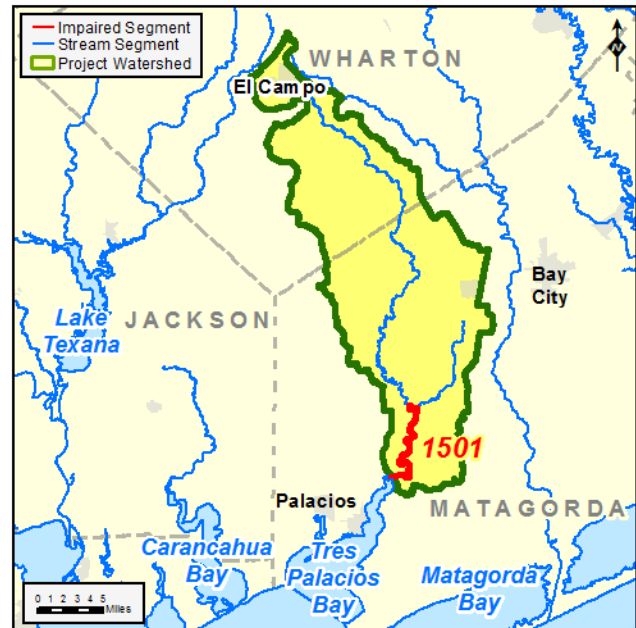 Impaired Segment
Stream Segment
Project Watershed
N
WHARTON
El Campo
Bay
City
Lake
Texana
JACKSON
1501
Palacios
MATAGORDA
Carancahua
Bay
Tres
Palacios
Bay
Matagorda
Bay
0 1 2 3 4 5
Miles